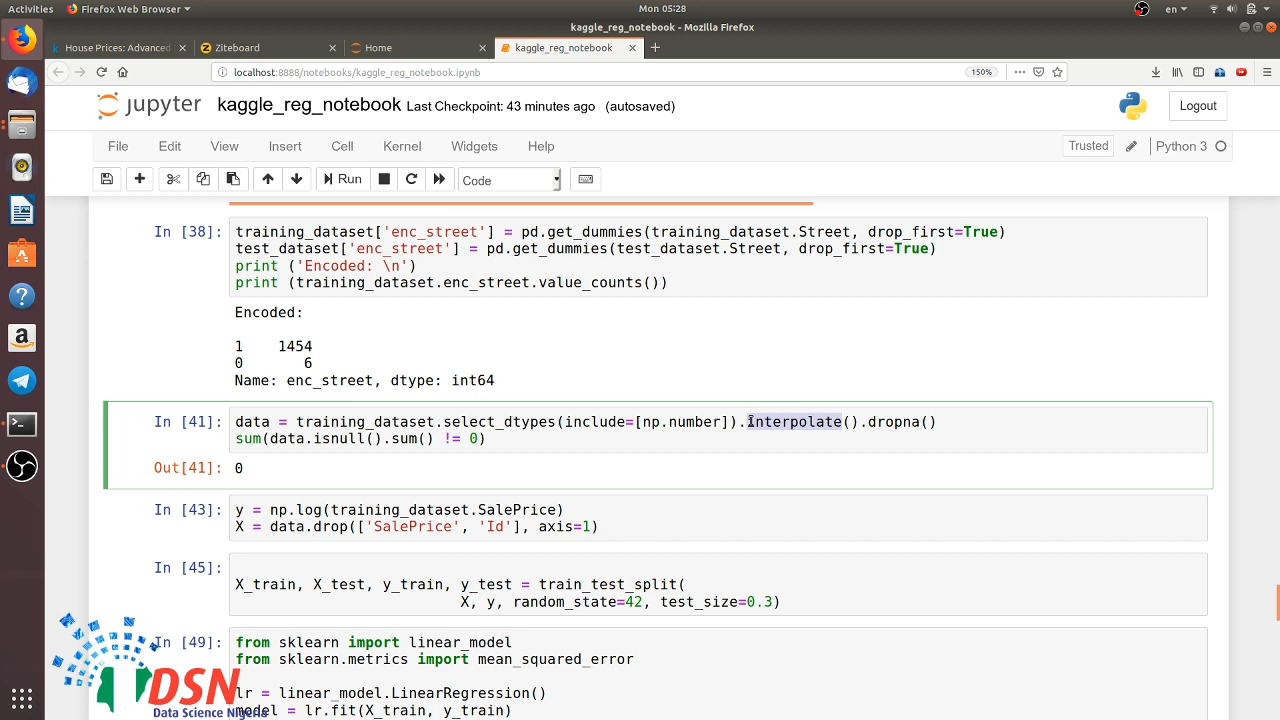 Activities Firefox Web Browser Mon 05:28 en
kaggle_reg_notebook - Mozilla Firefox
House Prices: Advanced Ziteboard Home kaggle_reg_notebook
localhost:8888/notebooks/kaggle_reg_notebook.ipynb 150%
jupyter kaggle_reg_notebook Last Checkpoint: 43 minutes ago (autosaved) Logout
File Edit View Insert Cell Kernel Widgets Help Trusted Python 3
Run Code
In [38]: training_dataset['enc_street'] = pd.get_dummies(training_dataset.Street, drop_first=True)
test_dataset['enc_street'] = pd.get_dummies(test_dataset.Street, drop_first=True)
print ('Encoded: \n')
print (training_dataset.enc_street.value_counts())
Encoded:
1 1454
0 6
Name: enc_street, dtype: int64
In [41]: data = training_dataset.select_dtypes(include=[np.number]).interpolate().dropna()
sum(data.isnull().sum() != 0)
Out[41]: 0
In [43]: y = np.log(training_dataset.SalePrice)
X = data.drop(['SalePrice', 'Id'], axis=1)
In [45]:
X_train, X_test, y_train, y_test = train_test_split(
X, y, random_state=42, test_size=0.3)
In [49]: from sklearn import linear_model
from sklearn.metrics import mean_squared_error
lr = linear_model.LinearRegression()
model = lr.fit(X_train, y_train)
DSN
Data Science Nigeria